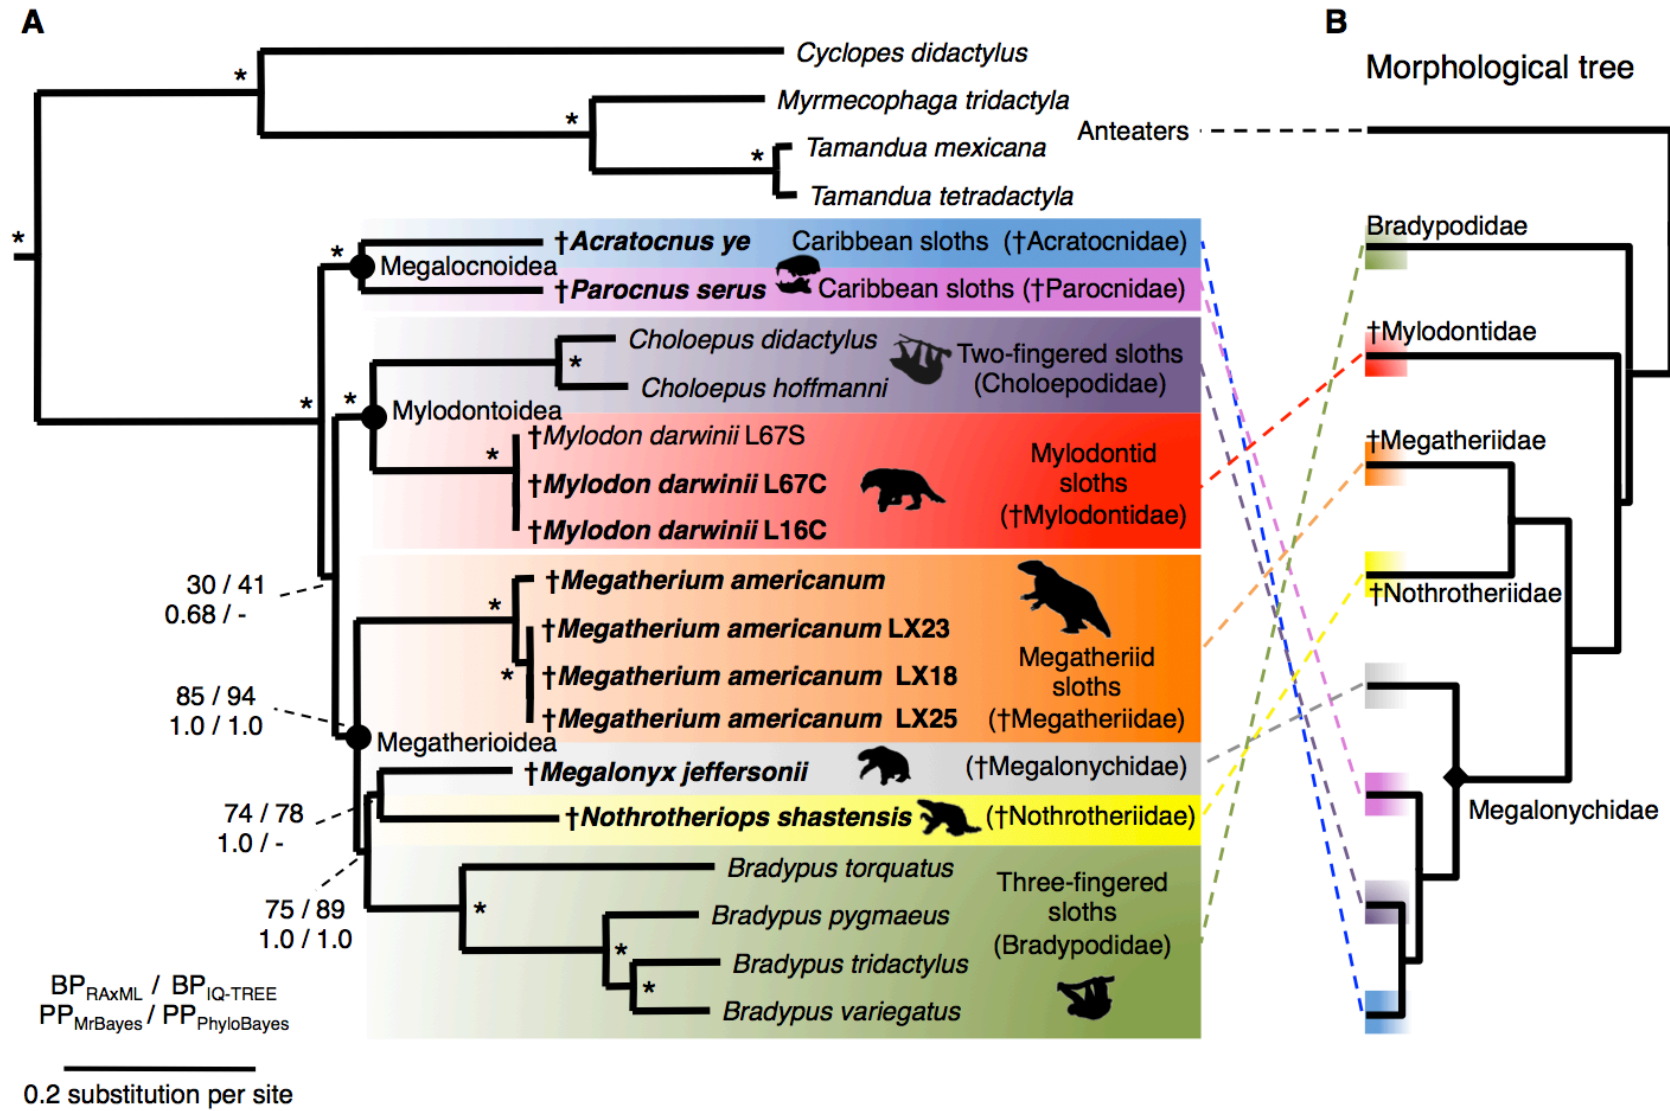 A
B
Cyclopes didactylus
Morphological tree
Myrmecophaga tridactyla
Anteaters
Tamandua mexicana
Tamandua tetradactyla
*
*
*
*
Bradypodidae
†Acratocnus ye Caribbean sloths (†Acratocnidae)
*
Megalocnoidea
†Parocnus serus Caribbean sloths (†Parocnidae)
†Mylodontidae
Choloepus didactylus
Two-fingered sloths
(Choloepodidae)
*
Choloepus hoffmanni
*
*
Mylodontoidea
†Mylodon darwinii L67S
*
†Mylodon darwinii L67C
†Mylodon darwinii L16C
Mylodontid
sloths
(†Mylodontidae)
†Megatheriidae
30 / 41
0.68 / -
†Megatherium americanum
*
†Megatherium americanum LX23
*
†Megatherium americanum LX18
†Megatherium americanum LX25
Megatheriid
sloths
(†Megatheriidae)
†Nothrotheriidae
85 / 94
1.0 / 1.0
Megatherioidea
†Megalonyx jeffersonii (†Megalonychidae)
74 / 78
1.0 / -
†Nothrotheriops shastensis (†Nothrotheriidae)
Megalonychidae
75 / 89
1.0 / 1.0
Bradypus torquatus
*
Bradypus pygmaeus
*
Bradypus tridactylus
*
Bradypus variegatus
Three-fingered
sloths
(Bradypodidae)
BPRAxML / BPIQ-TREE
PPMrBayes / PPPhyloBayes
0.2 substitution per site